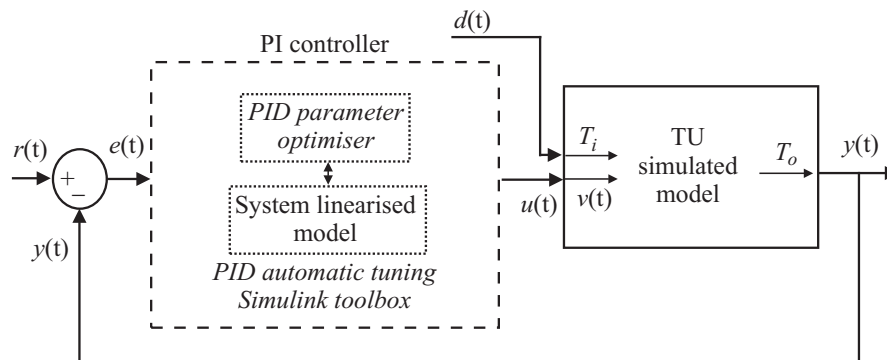 d(t)
PI controller
PID parameter
optimiser
r(t)
e(t)
+
−
System linearised
model
y(t)
PID automatic tuning
Simulink toolbox
u(t)
T_i
v(t)
TU
simulated
model
T_o
y(t)